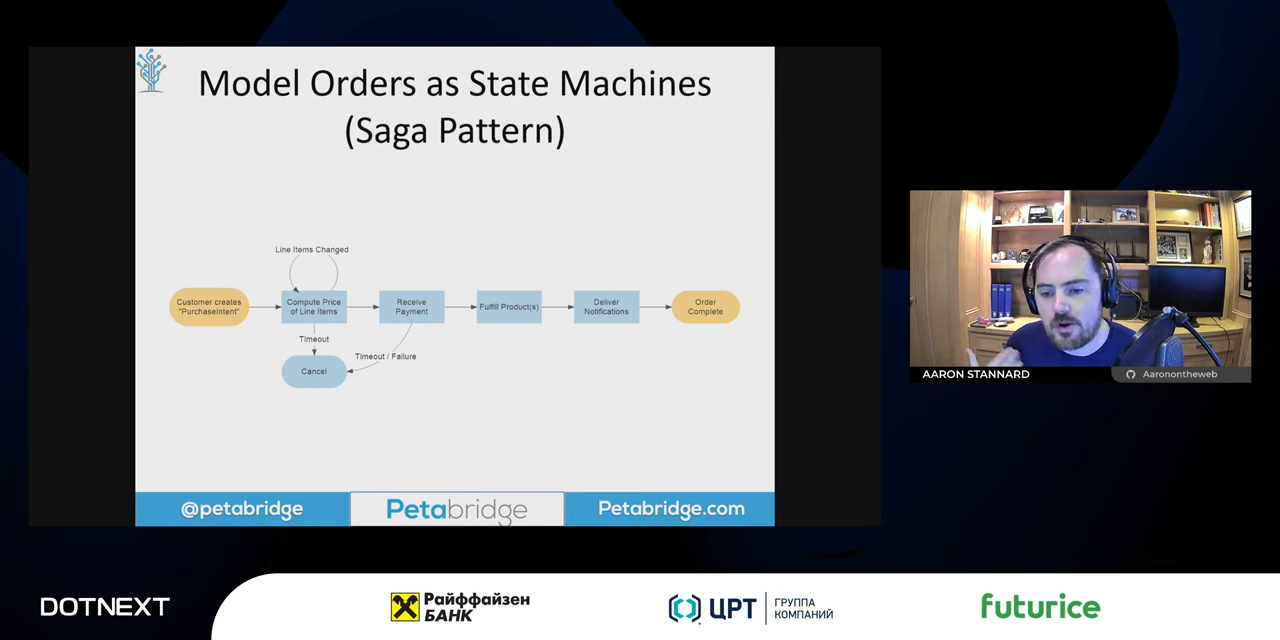 Model Orders as State Machines
(Saga Pattern)
Line Items Changed
Customer creates
"PurchaseIntent"
Compute Price
of Line Items
Receive
Payment
Fulfill Product(s)
Deliver
Notifications
Order
Complete
Timeout
Timeout / Failure
Cancel
@petabridge
Petabridge
Petabridge.com
AARON STANNARD
Aaronontheweb
DOTNEXT
Райффайзен
БАНК
ЦРТ
ГРУППА
КОМПАНИЙ
futurice